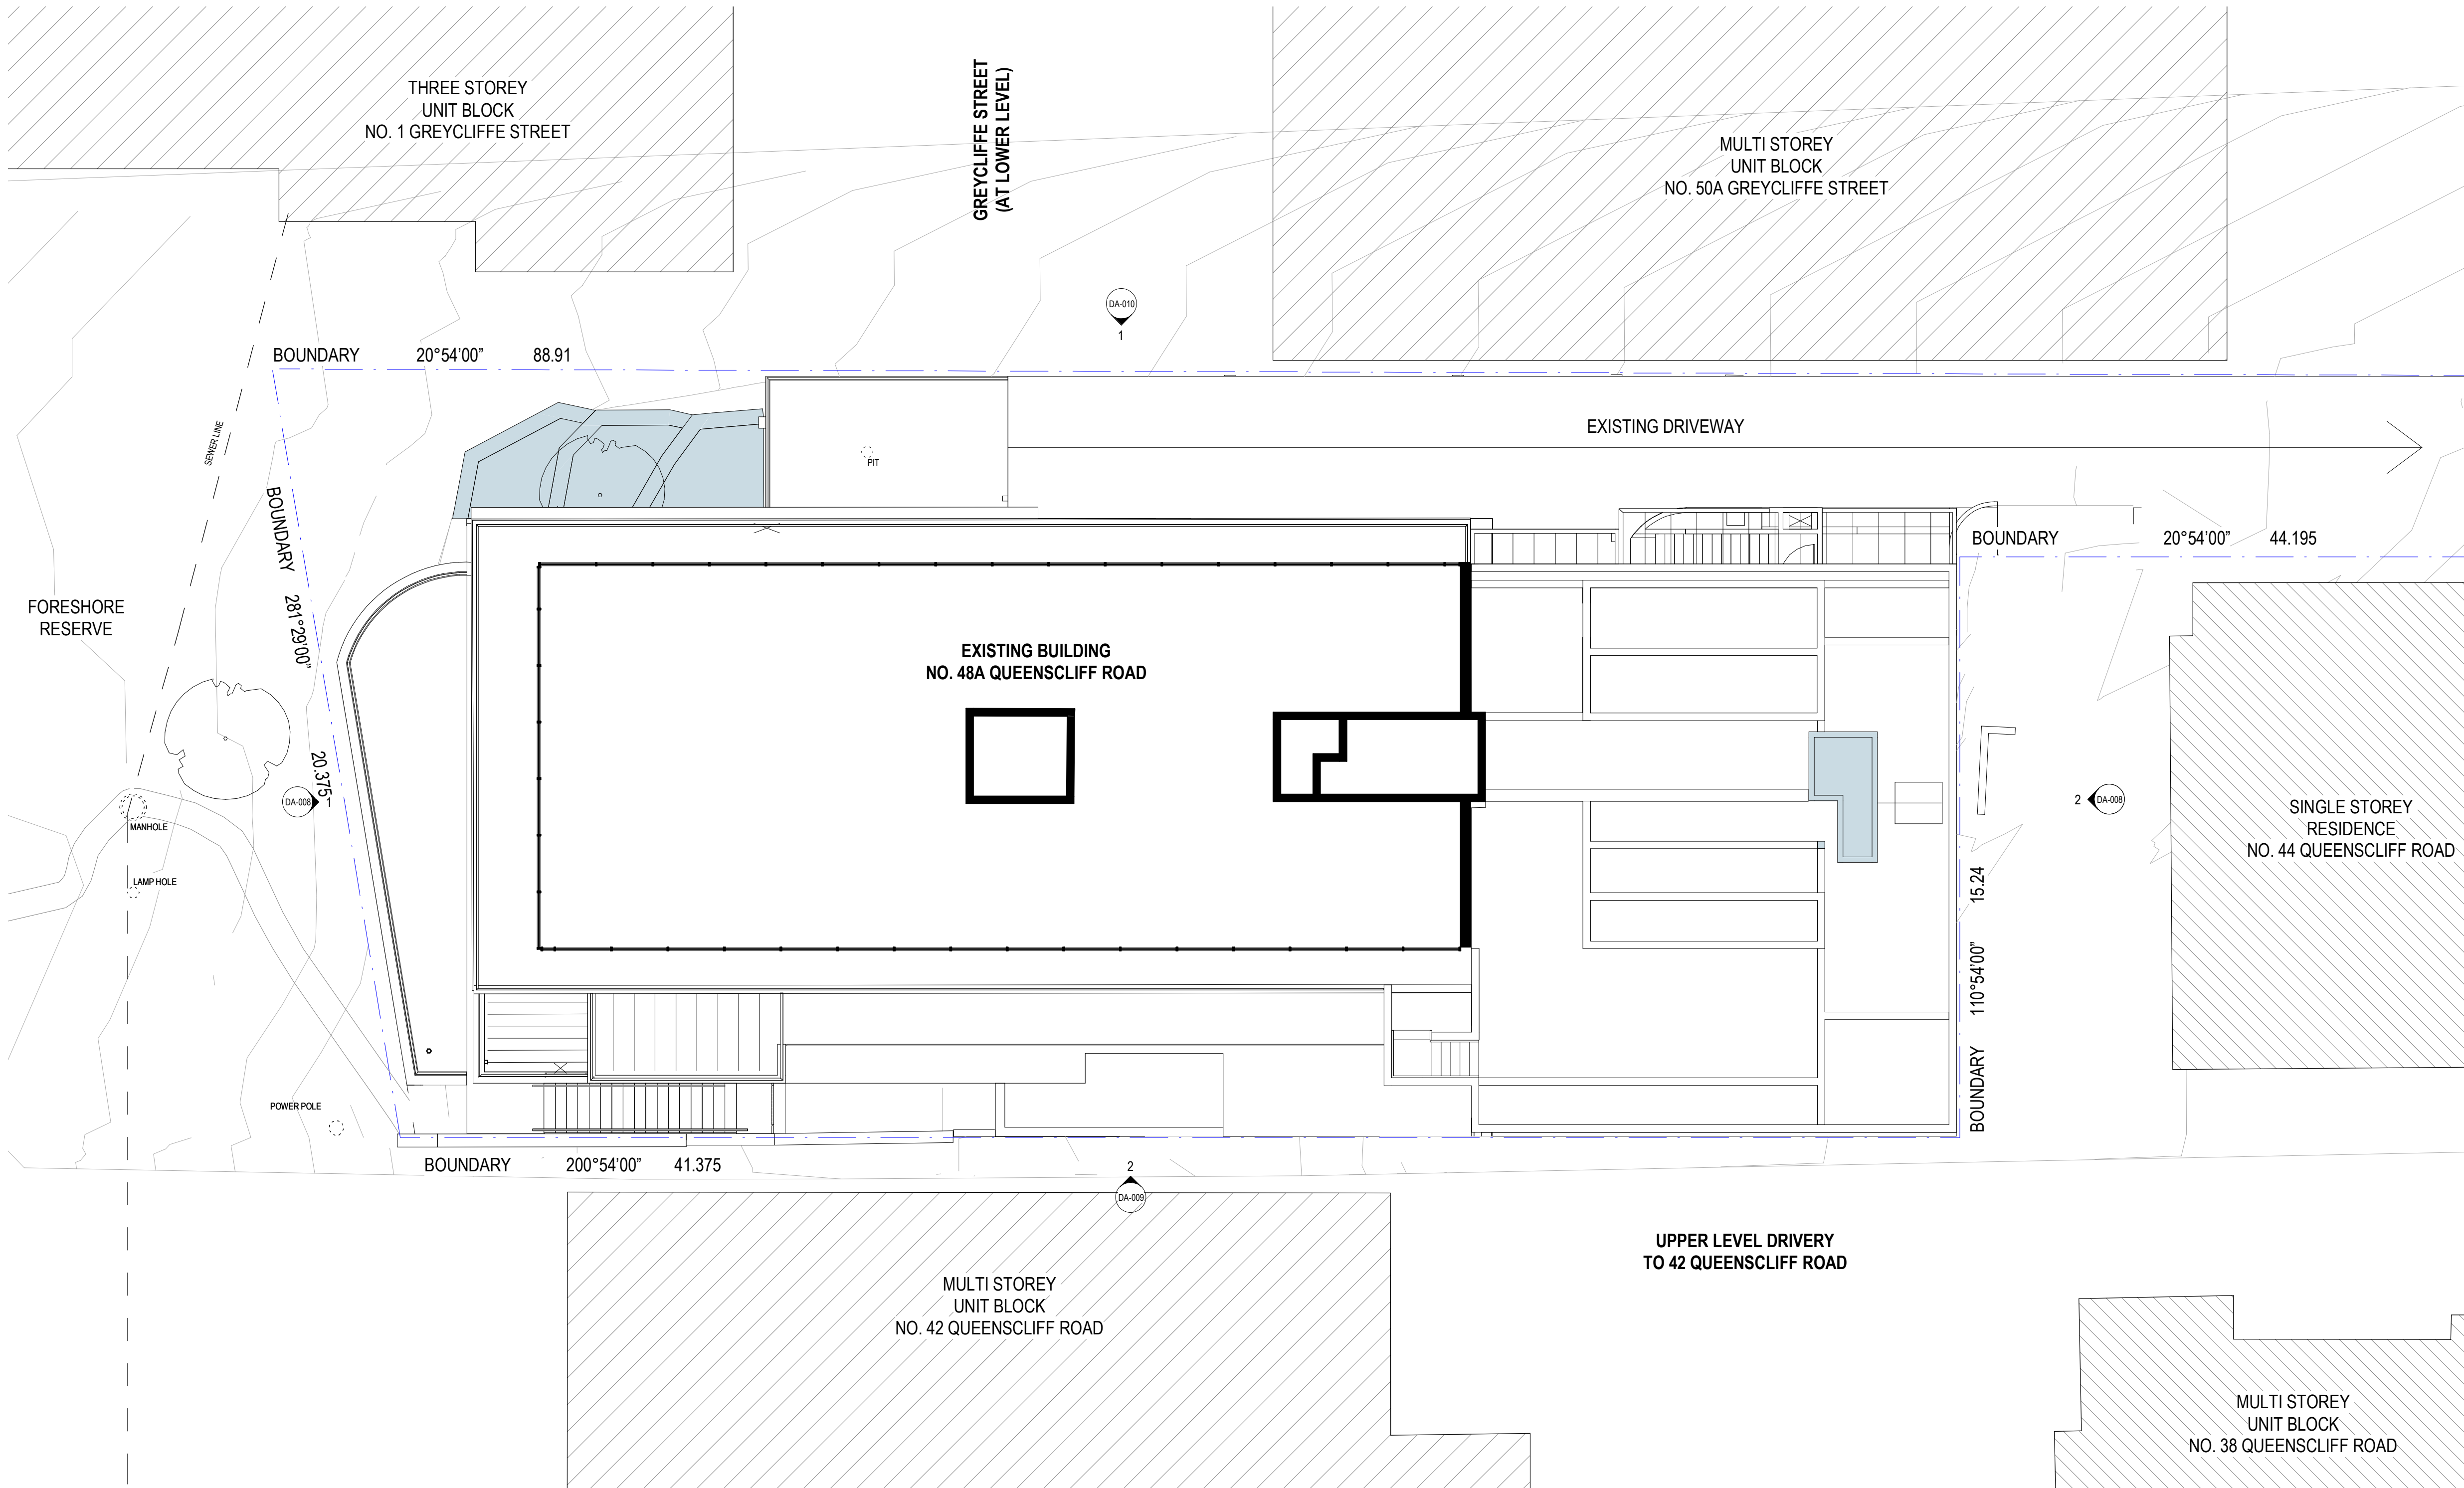 THREE STOREY
UNIT BLOCK
NO. 1 GREYCLIFFE STREET
GREYCLIFFE STREET
(AT LOWER LEVEL)
MULTI STOREY
UNIT BLOCK
NO. 50A GREYCLIFFE STREET
DA-010
1
BOUNDARY 20°54'00" 88.91
SEWER LINE
PIT
EXISTING DRIVEWAY
BOUNDARY 281°29'00" 20.375
BOUNDARY 20°54'00" 44.195
FORESHORE
RESERVE
EXISTING BUILDING
NO. 48A QUEENSCLIFF ROAD
DA-008 1
2 DA-008
MANHOLE
LAMP HOLE
SINGLE STOREY
RESIDENCE
NO. 44 QUEENSCLIFF ROAD
BOUNDARY 110°54'00" 15.24
POWER POLE
BOUNDARY 200°54'00" 41.375
2
DA-009
UPPER LEVEL DRIVERY
TO 42 QUEENSCLIFF ROAD
MULTI STOREY
UNIT BLOCK
NO. 42 QUEENSCLIFF ROAD
MULTI STOREY
UNIT BLOCK
NO. 38 QUEENSCLIFF ROAD